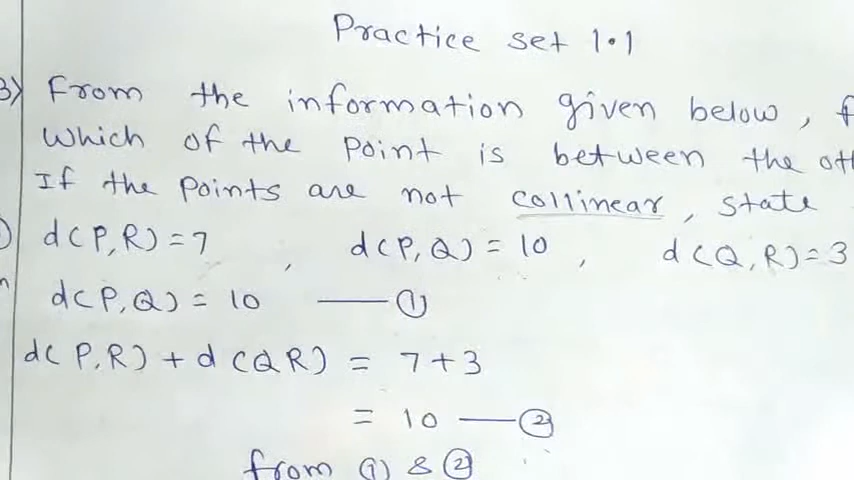 Practice set 1.1
3) From the information given below, f
Which of the point is between the ott
If the points are not collinear, state
) d(P,R)=7 , d(P,Q) = 10 , d(Q,R)=3
n d(P,Q) = 10 —— ①
d(P,R) + d(QR) = 7+3
= 10 —— ②
from ① & ②